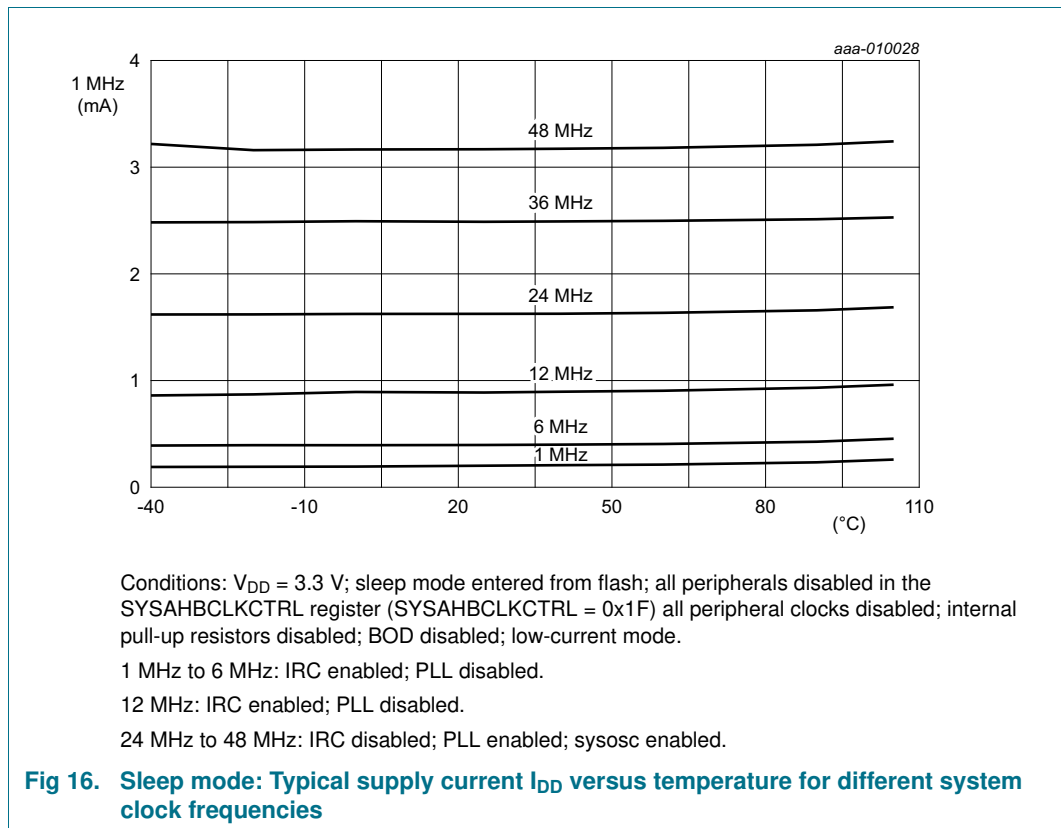 aaa-010028
4
1 MHz
(mA)
48 MHz
3
36 MHz
2
24 MHz
1
12 MHz
6 MHz
1 MHz
0
-40
-10
20
50
80
110
(°C)
Conditions: VDD = 3.3 V; sleep mode entered from flash; all peripherals disabled in the
SYSAHBCLKCTRL register (SYSAHBCLKCTRL = 0x1F) all peripheral clocks disabled; internal
pull-up resistors disabled; BOD disabled; low-current mode.
1 MHz to 6 MHz: IRC enabled; PLL disabled.
12 MHz: IRC enabled; PLL disabled.
24 MHz to 48 MHz: IRC disabled; PLL enabled; sysosc enabled.
Fig 16. Sleep mode: Typical supply current IDD versus temperature for different system
clock frequencies